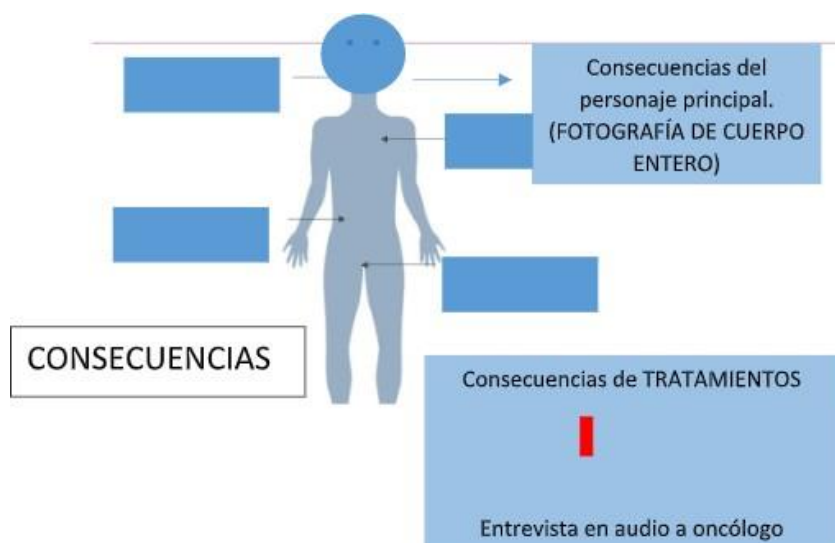 Consecuencias del
personaje principal.
(FOTOGRAFÍA DE CUERPO
ENTERO)
CONSECUENCIAS
Consecuencias de TRATAMIENTOS
Entrevista en audio a oncólogo